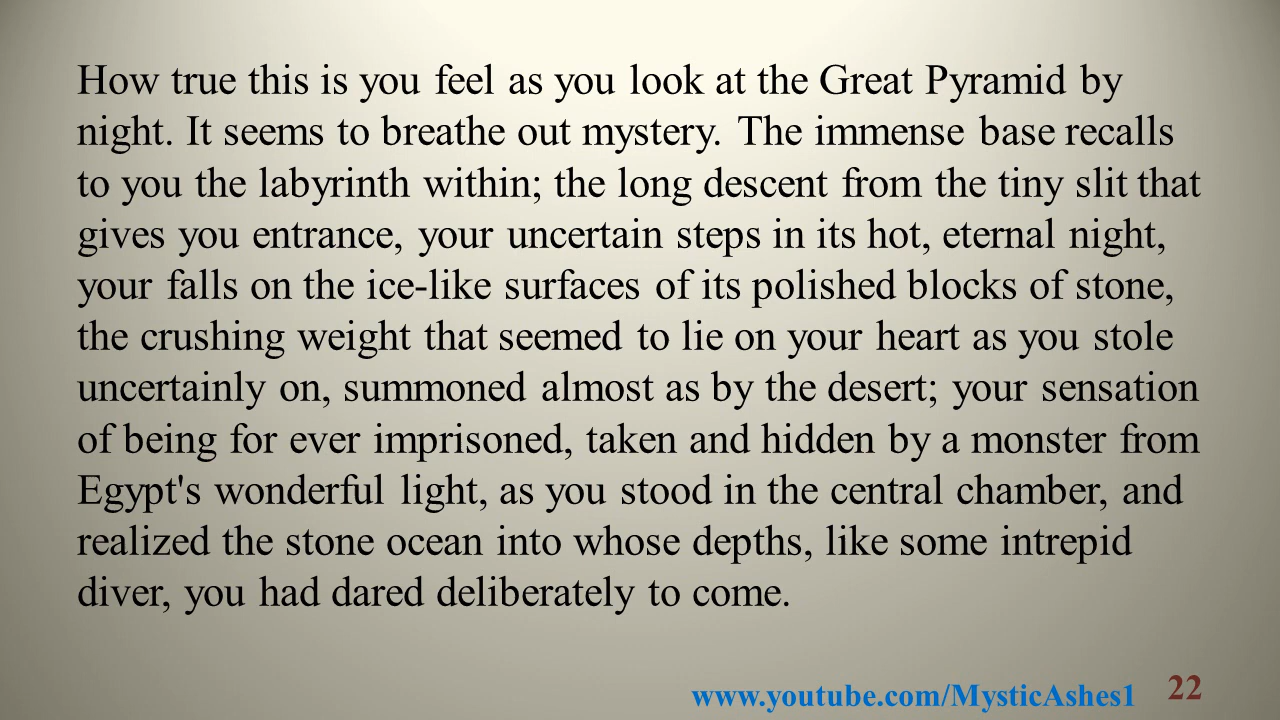 How true this is you feel as you look at the Great Pyramid by
night. It seems to breathe out mystery. The immense base recalls
to you the labyrinth within; the long descent from the tiny slit that
gives you entrance, your uncertain steps in its hot, eternal night,
your falls on the ice-like surfaces of its polished blocks of stone,
the crushing weight that seemed to lie on your heart as you stole
uncertainly on, summoned almost as by the desert; your sensation
of being for ever imprisoned, taken and hidden by a monster from
Egypt's wonderful light, as you stood in the central chamber, and
realized the stone ocean into whose depths, like some intrepid
diver, you had dared deliberately to come.
www.youtube.com/MysticAshes1 22